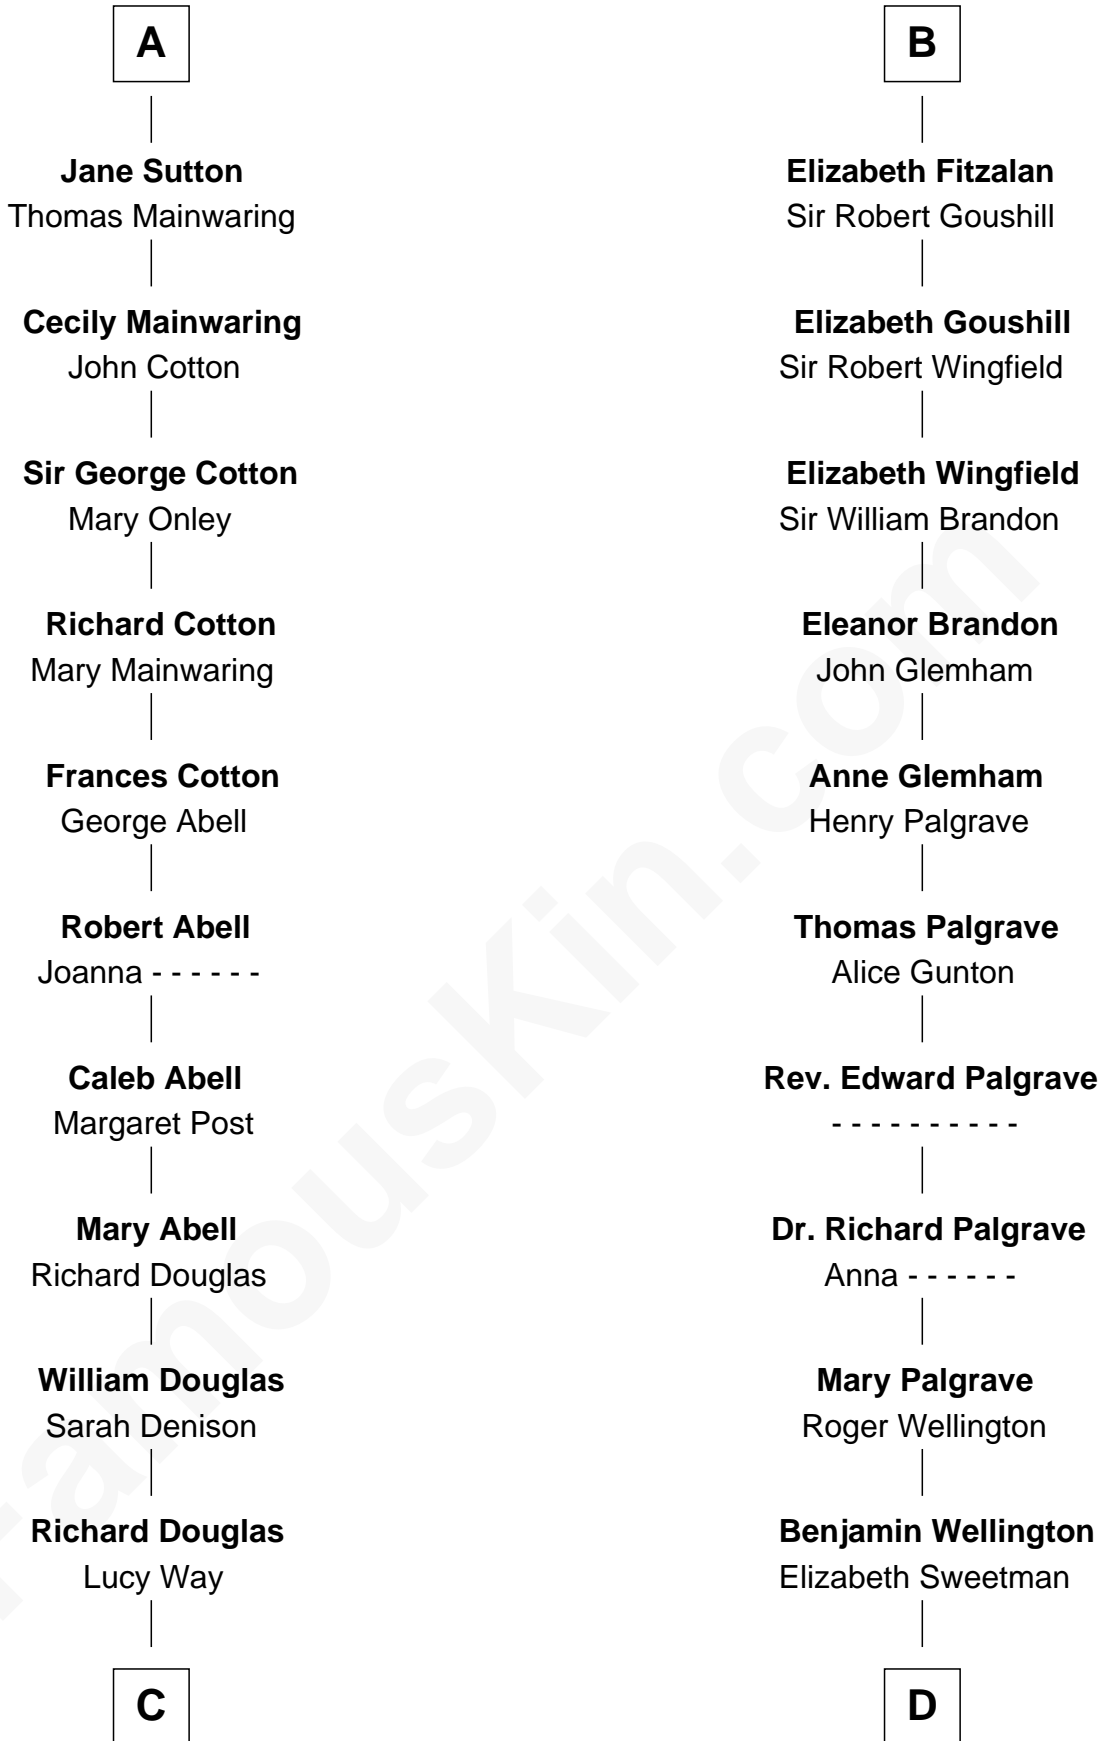 A
Jane Sutton
Thomas Mainwaring
Cecily Mainwaring
John Cotton
Sir George Cotton
Mary Onley
Richard Cotton
Mary Mainwaring
Frances Cotton
George Abell
Robert Abell
Joanna - - - - - -
Caleb Abell
Margaret Post
Mary Abell
Richard Douglas
William Douglas
Sarah Denison
Richard Douglas
Lucy Way
C
B
Elizabeth Fitzalan
Sir Robert Goushill
Elizabeth Goushill
Sir Robert Wingfield
Elizabeth Wingfield
Sir William Brandon
Eleanor Brandon
John Glemham
Anne Glemham
Henry Palgrave
Thomas Palgrave
Alice Gunton
Rev. Edward Palgrave
- - - - - - - - - -
Dr. Richard Palgrave
Anna - - - - - -
Mary Palgrave
Roger Wellington
Benjamin Wellington
Elizabeth Sweetman
D
FamousKin.com